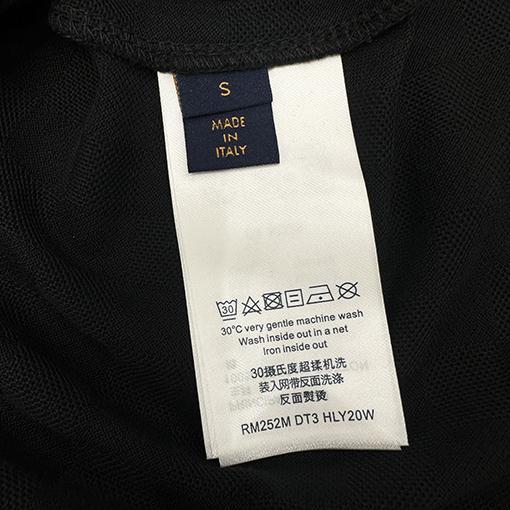 S
MADE
IN
ITALY
30
30°C very gentle machine wash
Wash inside out in a net
Iron inside out
30摄氏度超揉机洗
装入网带反面洗涤
反面熨烫
RM252M DT3 HLY20W